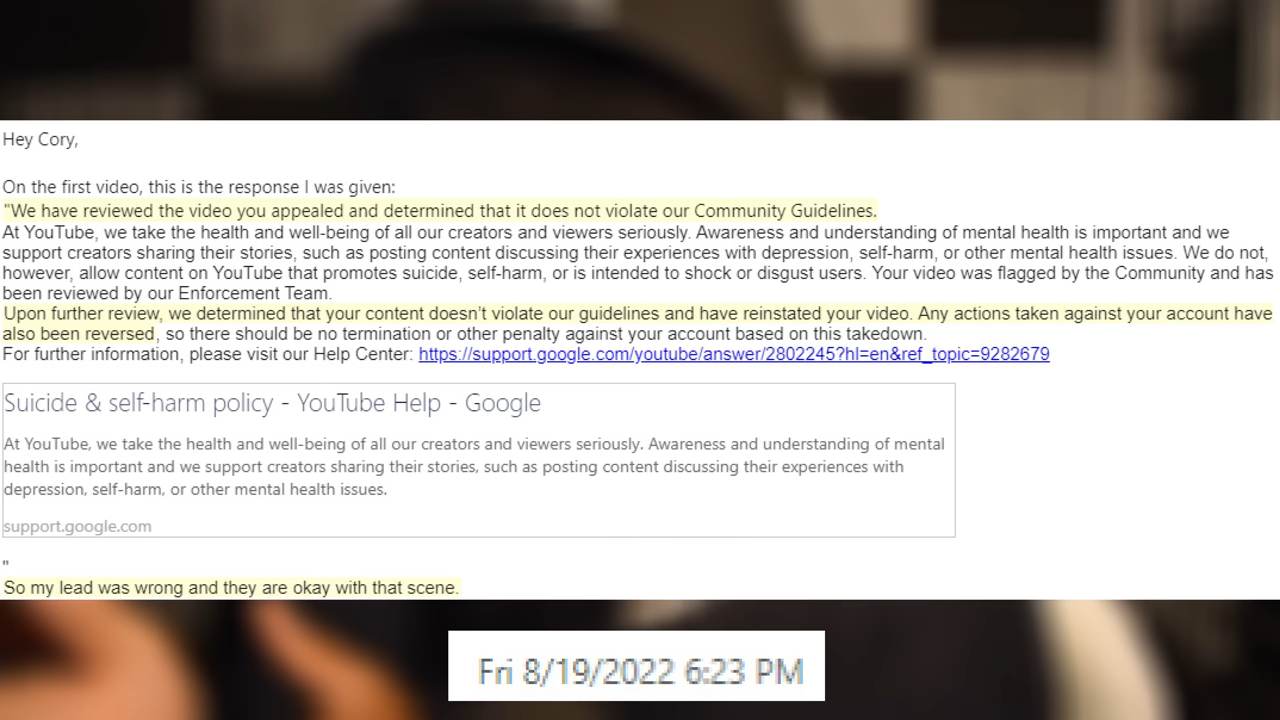 Hey Cory,
On the first video, this is the response I was given:
"We have reviewed the video you appealed and determined that it does not violate our Community Guidelines.
At YouTube, we take the health and well-being of all our creators and viewers seriously. Awareness and understanding of mental health is important and we
support creators sharing their stories, such as posting content discussing their experiences with depression, self-harm, or other mental health issues. We do not,
however, allow content on YouTube that promotes suicide, self-harm, or is intended to shock or disgust users. Your video was flagged by the Community and has
been reviewed by our Enforcement Team.
Upon further review, we determined that your content doesn't violate our guidelines and have reinstated your video. Any actions taken against your account have
also been reversed, so there should be no termination or other penalty against your account based on this takedown.
For further information, please visit our Help Center: https://support.google.com/youtube/answer/2802245?hl=en&ref_topic=9282679
Suicide & self-harm policy - YouTube Help - Google
At YouTube, we take the health and well-being of all our creators and viewers seriously. Awareness and understanding of mental
health is important and we support creators sharing their stories, such as posting content discussing their experiences with
depression, self-harm, or other mental health issues.
support.google.com
"
So my lead was wrong and they are okay with that scene.
Fri 8/19/2022 6:23 PM